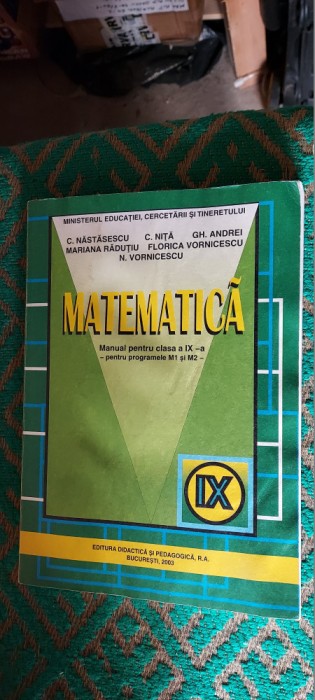 MINISTERUL EDUCAȚIEI, CERCETĂRII ȘI TINERETULUI
C. NĂSTĂSESCU C. NIȚĂ GH. ANDREI
MARIANA RĂDUȚIU FLORICA VORNICESCU
N. VORNICESCU
MATEMATICĂ
Manual pentru clasa a IX -a
- pentru programele M1 și M2 -
IX
EDITURA DIDACTICĂ ȘI PEDAGOGICĂ, R.A.
BUCUREȘTI, 2003